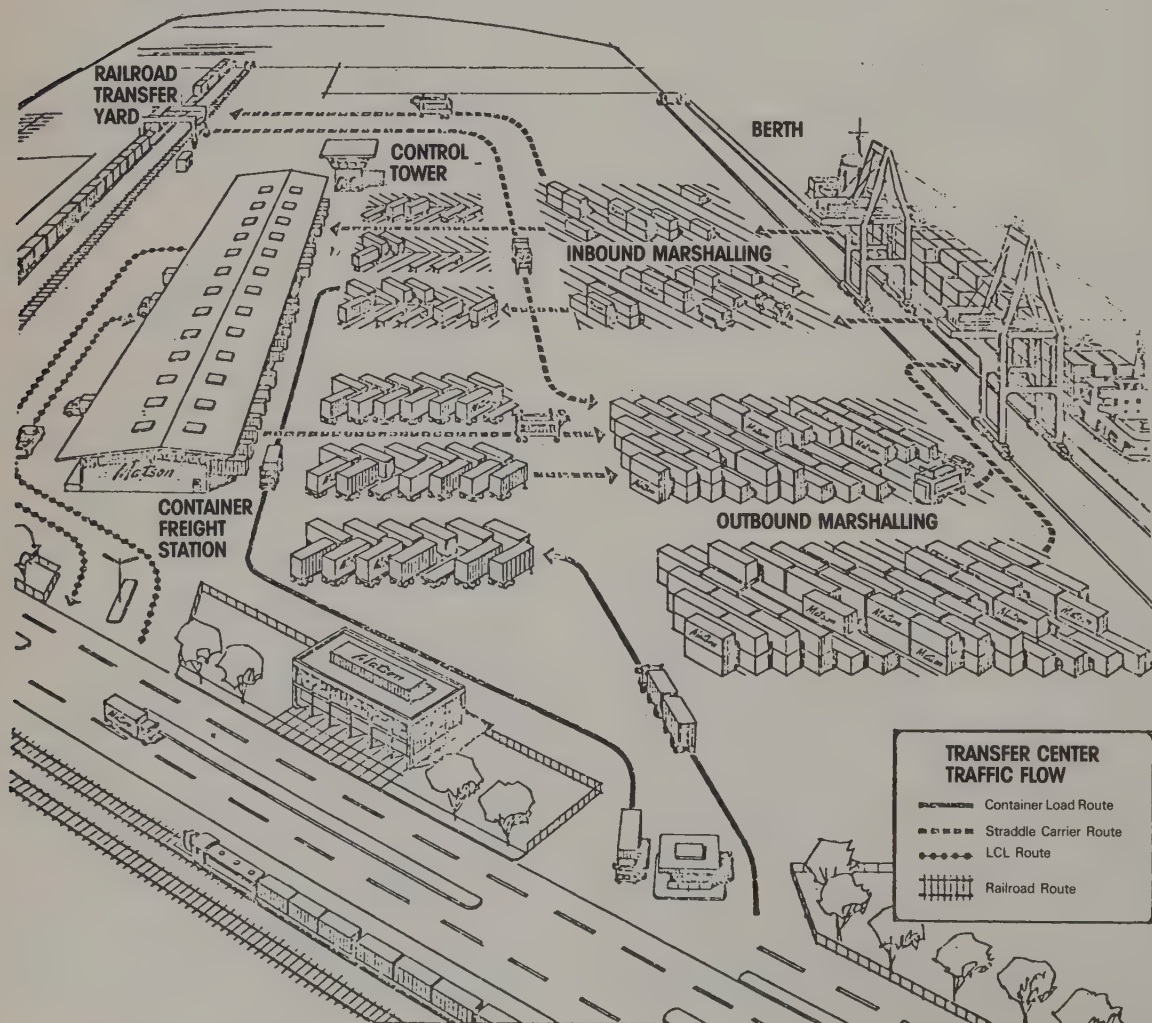 RAILROAD
TRANSFER
YARD
CONTROL
TOWER
BERTH
INBOUND MARSHALLING
Matson
CONTAINER
FREIGHT
STATION
OUTBOUND MARSHALLING
Matson
TRANSFER CENTER
TRAFFIC FLOW
Container Load Route
Straddle Carrier Route
LCL Route
Railroad Route